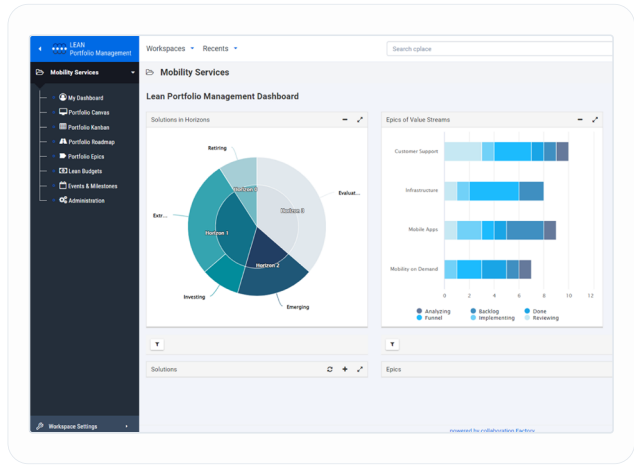 LEAN
Portfolio Management
Workspaces
Recents
Search cplace
Mobility Services
Mobility Services
My Dashboard
Portfolio Canvas
Portfolio Kanban
Portfolio Roadmap
Portfolio Epics
Lean Budgets
Events & Milestones
Administration
Workspace Settings
Lean Portfolio Management Dashboard
Solutions in Horizons
Retiring
Evaluat...
Extr...
Investing
Emerging
Horizon 3
Horizon 1
Horizon 2
Solutions
Epics of Value Streams
Customer Support
Infrastructure
Mobile Apps
Mobility on Demand
0 2 4 6 8 10 12
Analyzing Backlog Done
Funnel Implementing Reviewing
Epics
powered by collaboration Factory